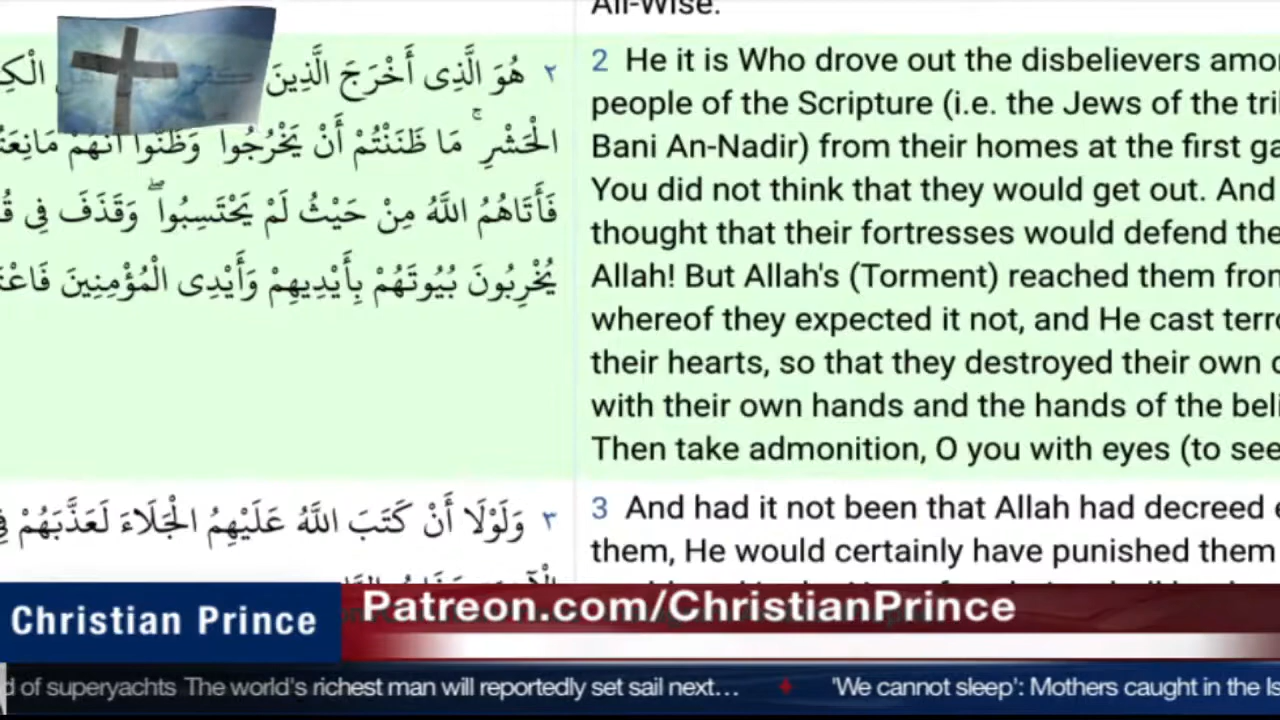 All-Wise.
٢ هُوَ الَّذِى أَخْرَجَ الَّذِينَ
الْحَشْرِ ۚ مَا ظَنَنْتُمْ أَنْ يَخْرُجُوا وَظَنُّوا أَنَّهُمْ
فَأَتَاهُمُ اللَّهُ مِنْ حَيْثُ لَمْ يَحْتَسِبُوا ۖ وَقَذَفَ فِى
يُخْرِبُونَ بُيُوتَهُمْ بِأَيْدِيهِمْ وَأَيْدِى الْمُؤْمِنِينَ
٣ وَلَوْلَا أَنْ كَتَبَ اللَّهُ عَلَيْهِمُ الْجَلَاءَ لَعَذَّبَهُمْ
2 He it is Who drove out the disbelievers amo
people of the Scripture (i.e. the Jews of the tri
Bani An-Nadir) from their homes at the first ga
You did not think that they would get out. And
thought that their fortresses would defend the
Allah! But Allah's (Torment) reached them from
whereof they expected it not, and He cast terro
their hearts, so that they destroyed their own d
with their own hands and the hands of the beli
Then take admonition, O you with eyes (to see
3 And had it not been that Allah had decreed e
them, He would certainly have punished them
Christian Prince
Patreon.com/ChristianPrince
d of superyachts The world's richest man will reportedly set sail next… 'We cannot sleep': Mothers caught in the Is